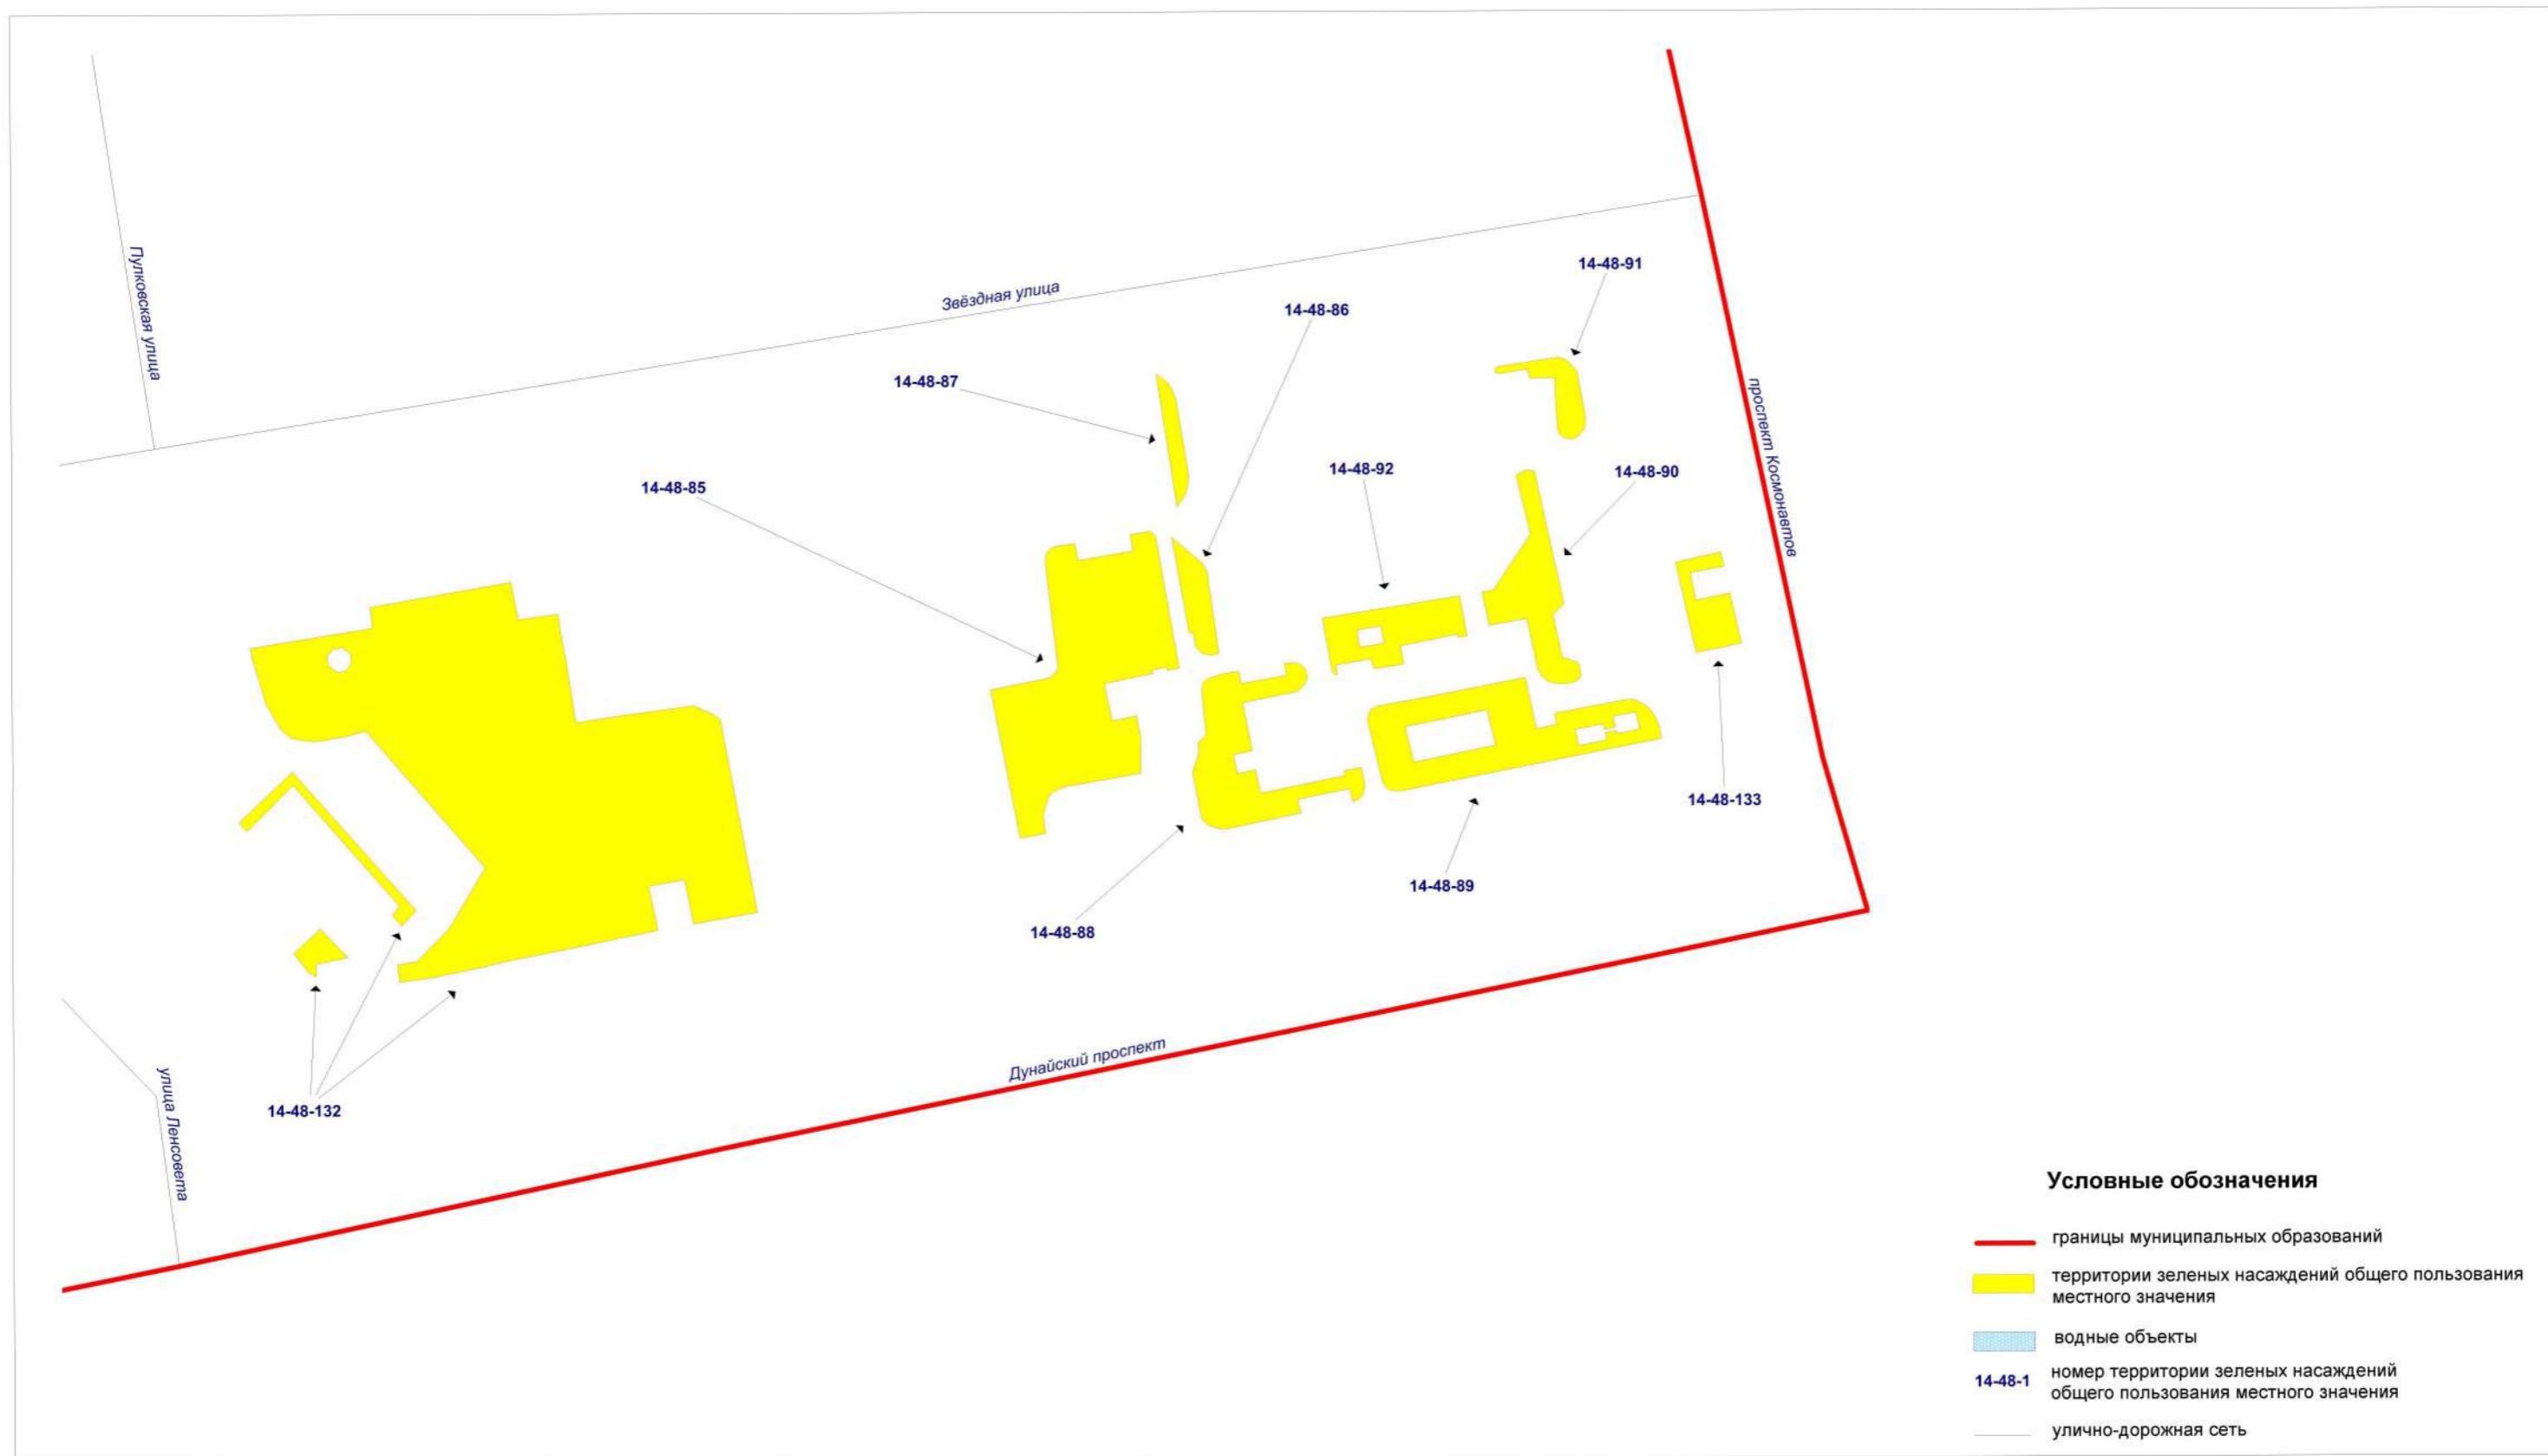 Пулковская улица
Звёздная улица
14-48-91
14-48-86
14-48-87
проспект Космонавтов
14-48-92
14-48-90
14-48-85
14-48-133
14-48-89
14-48-88
Дунайский проспект
улица Ленсовета
14-48-132
Условные обозначения
границы муниципальных образований
территории зеленых насаждений общего пользования
местного значения
водные объекты
14-48-1
номер территории зеленых насаждений
общего пользования местного значения
улично-дорожная сеть